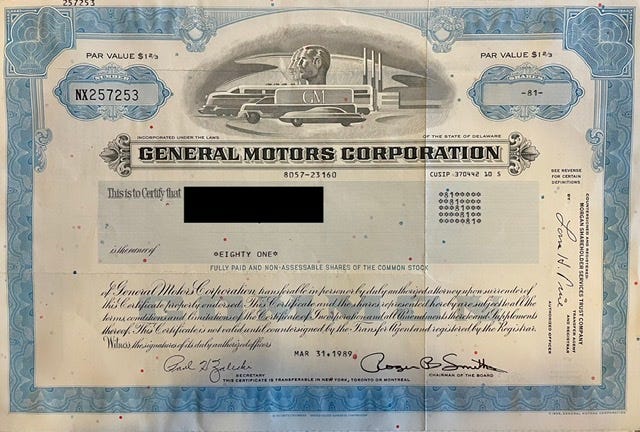 257253
PAR VALUE $1 2/3
PAR VALUE $1 2/3
NUMBER
SHARES
NX257253
-81-
GM
INCORPORATED UNDER THE LAWS
OF THE STATE OF DELAWARE
GENERAL MOTORS CORPORATION
8057-23160
CUSIP 370442 10 5
SEE REVERSE
FOR CERTAIN
DEFINITIONS
This is to Certify that
is the owner of
*EIGHTY ONE*
FULLY PAID AND NON-ASSESSABLE SHARES OF THE COMMON STOCK
of General Motors Corporation, transferable in person or by duly authorized attorney upon surrender of
this Certificate properly endorsed. This Certificate and the shares represented hereby are subject to all the
terms, conditions and limitations of the Certificate of Incorporation and all Amendments thereto and Supplements
thereof. This Certificate is not valid until countersigned by the Transfer Agent and registered by the Registrar.
Witness the signatures of its duly authorized officers
MAR 31.1989
Roger B. Smith
SECRETARY
CHAIRMAN OF THE BOARD
THIS CERTIFICATE IS TRANSFERABLE IN NEW YORK, TORONTO OR MONTREAL
COUNTERSIGNED AND REGISTERED
MORGAN SHAREHOLDER SERVICES TRUST COMPANY
TRANSFER AGENT
AND REGISTRAR
BY
AUTHORIZED OFFICER